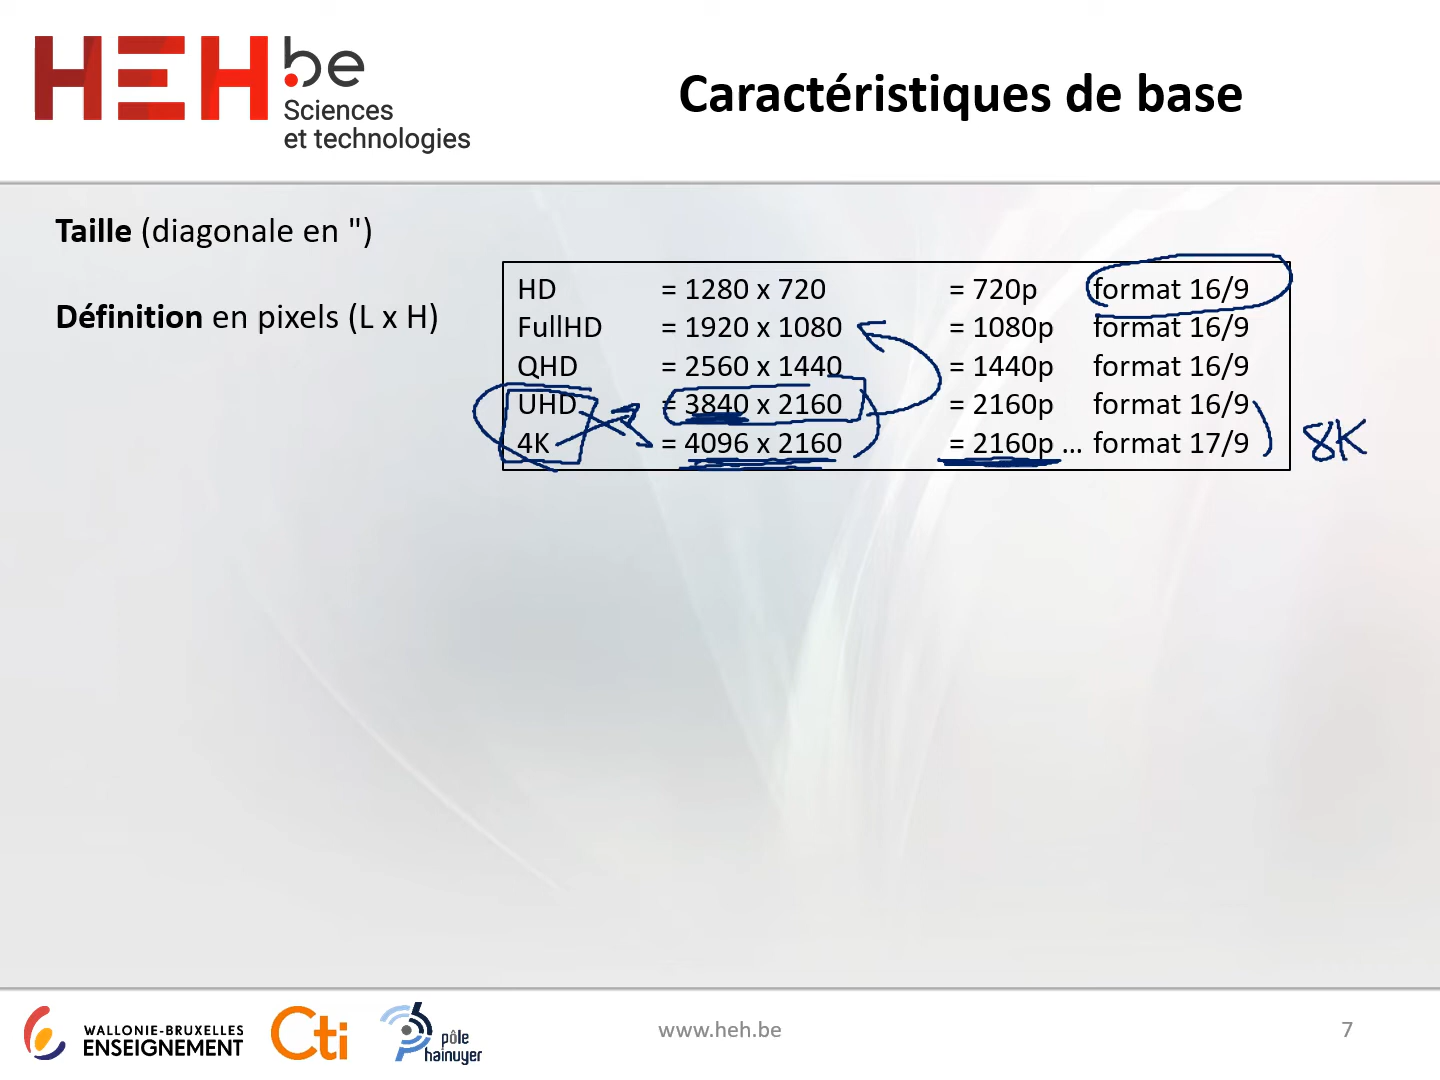 HEH.be
Sciences
et technologies
Caractéristiques de base
Taille (diagonale en ")
Définition en pixels (L x H)
HD = 1280 x 720 = 720p format 16/9
FullHD = 1920 x 1080 = 1080p format 16/9
QHD = 2560 x 1440 = 1440p format 16/9
UHD = 3840 x 2160 = 2160p format 16/9
4K = 4096 x 2160 = 2160p ... format 17/9
8K
WALLONIE-BRUXELLES
ENSEIGNEMENT
Cti
pôle
hainuyer
www.heh.be
7